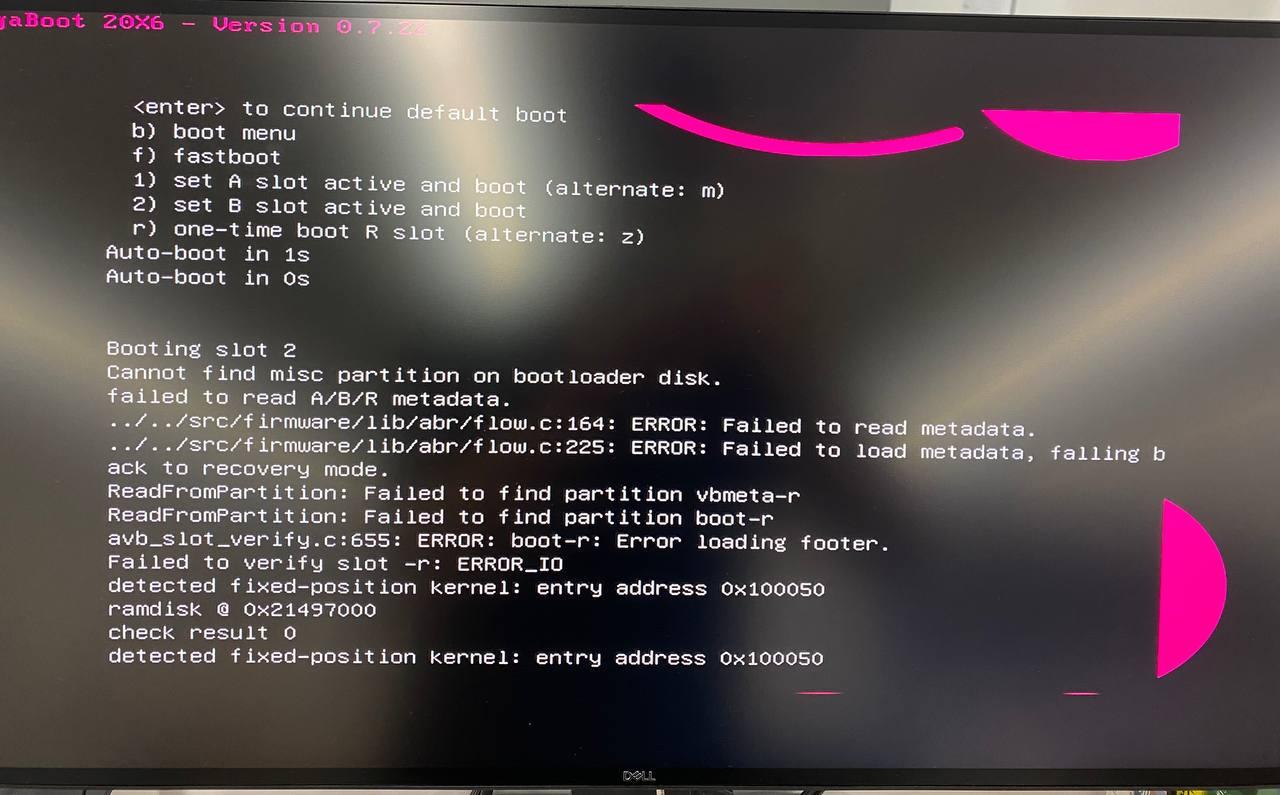 gaBoot 20X6 - Version 0.7.22
<enter> to continue default boot
b) boot menu
f) fastboot
1) set A slot active and boot (alternate: m)
2) set B slot active and boot
r) one-time boot R slot (alternate: z)
Auto-boot in 1s
Auto-boot in 0s
Booting slot 2
Cannot find misc partition on bootloader disk.
failed to read A/B/R metadata.
../../src/firmware/lib/abr/flow.c:164: ERROR: Failed to read metadata.
../../src/firmware/lib/abr/flow.c:225: ERROR: Failed to load metadata, falling b
ack to recovery mode.
ReadFromPartition: Failed to find partition vbmeta-r
ReadFromPartition: Failed to find partition boot-r
avb_slot_verify.c:655: ERROR: boot-r: Error loading footer.
Failed to verify slot -r: ERROR_IO
detected fixed-position kernel: entry address 0x100050
ramdisk @ 0x21497000
check result 0
detected fixed-position kernel: entry address 0x100050
DELL